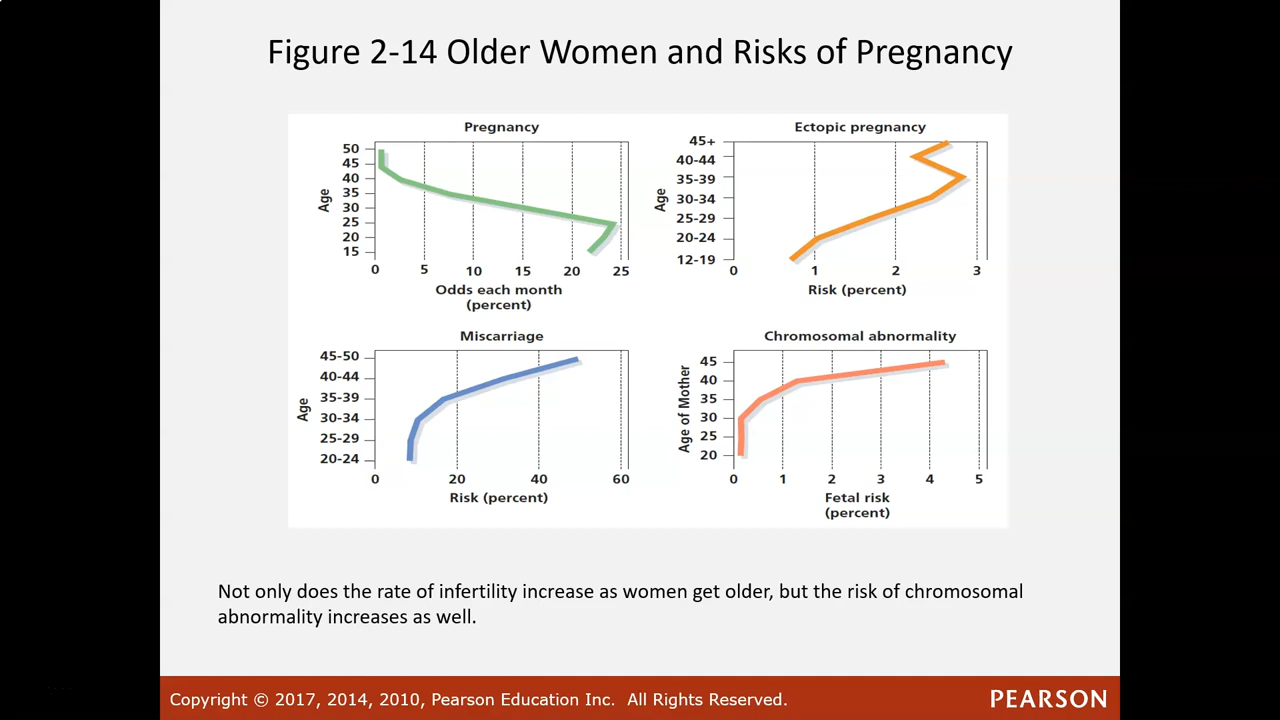 Figure 2-14 Older Women and Risks of Pregnancy
Pregnancy
50
45
40
35
30
25
20
15
Age
0 5 10 15 20 25
Odds each month
(percent)
Ectopic pregnancy
45+
40-44
35-39
30-34
25-29
20-24
12-19
Age
0 1 2 3
Risk (percent)
Miscarriage
45-50
40-44
35-39
30-34
25-29
20-24
Age
0 20 40 60
Risk (percent)
Chromosomal abnormality
45
40
35
30
25
20
Age of Mother
0 1 2 3 4 5
Fetal risk
(percent)
Not only does the rate of infertility increase as women get older, but the risk of chromosomal
abnormality increases as well.
Copyright © 2017, 2014, 2010, Pearson Education Inc. All Rights Reserved.
PEARSON